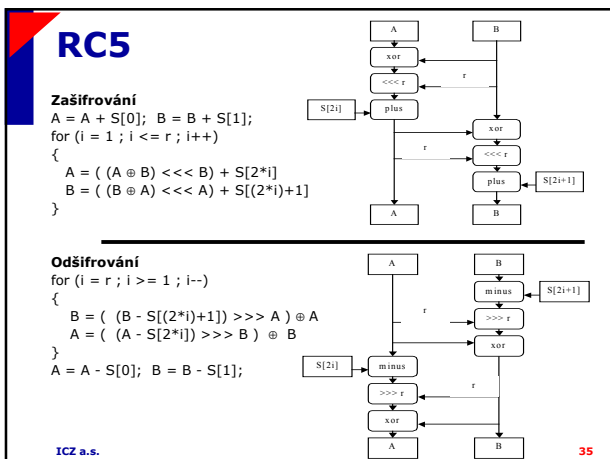 RC5
Zašifrování
A = A + S[0]; B = B + S[1];
for (i = 1 ; i <= r ; i++)
{
A = ( (A ⊕ B) <<< B) + S[2*i]
B = ( (B ⊕ A) <<< A) + S[(2*i)+1]
}
A
B
xor
r
<<< r
S[2i]
plus
xor
r
<<< r
plus
S[2i+1]
A
B
Odšifrování
for (i = r ; i >= 1 ; i--)
{
B = ( (B - S[(2*i)+1]) >>> A ) ⊕ A
A = ( (A - S[2*i]) >>> B ) ⊕ B
}
A = A - S[0]; B = B - S[1];
A
B
minus
S[2i+1]
r
>>> r
xor
S[2i]
minus
r
>>> r
xor
A
B
ICZ a.s.
35